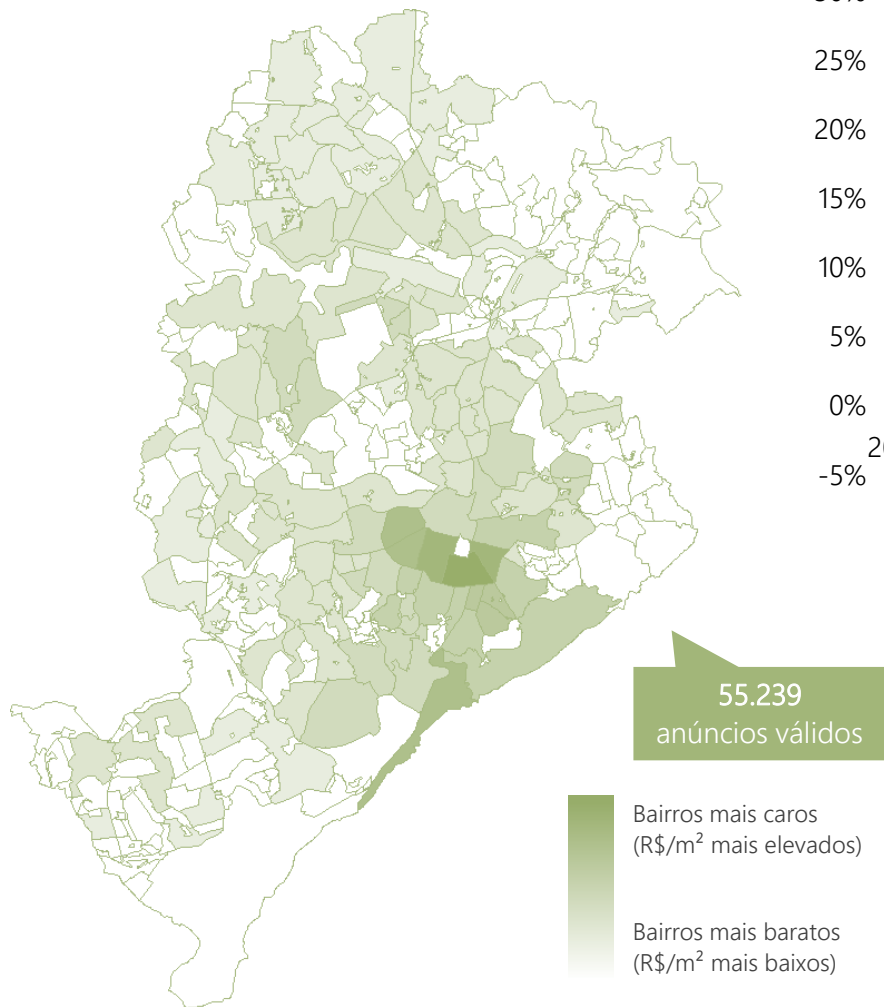 25%
20%
15%
10%
5%
0%
-5%
55.239
anúncios válidos
Bairros mais caros
(R$/m² mais elevados)
Bairros mais baratos
(R$/m² mais baixos)